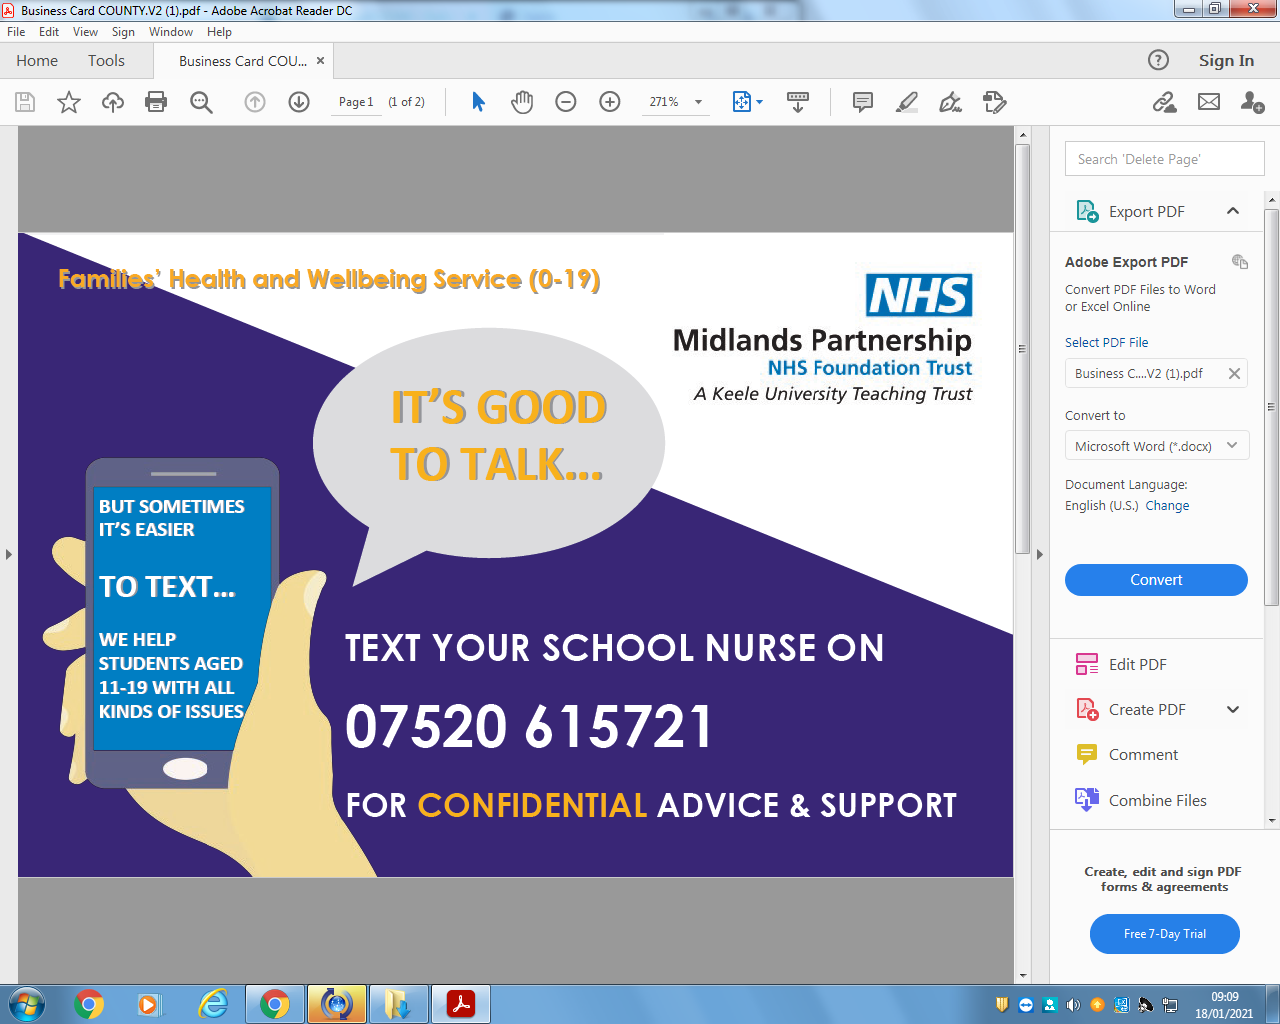 Business Card COUNTY.V2 (1).pdf - Adobe Acrobat Reader DC
File Edit View Sign Window Help
Home Tools Business Card COU... × ? Sign In
Page 1 (1 of 2) 271%
Search 'Delete Page'
Export PDF
Adobe Export PDF
Convert PDF Files to Word
or Excel Online
Select PDF File
Business C....V2 (1).pdf
Convert to
Microsoft Word (*.docx)
Document Language:
English (U.S.) Change
Convert
Edit PDF
Create PDF
Comment
Combine Files
Create, edit and sign PDF
forms & agreements
Free 7-Day Trial
Families’ Health and Wellbeing Service (0-19)
NHS
Midlands Partnership
NHS Foundation Trust
A Keele University Teaching Trust
IT’S GOOD
TO TALK...
BUT SOMETIMES
IT’S EASIER
TO TEXT...
WE HELP
STUDENTS AGED
11-19 WITH ALL
KINDS OF ISSUES
TEXT YOUR SCHOOL NURSE ON
07520 615721
FOR CONFIDENTIAL ADVICE & SUPPORT
09:09
18/01/2021